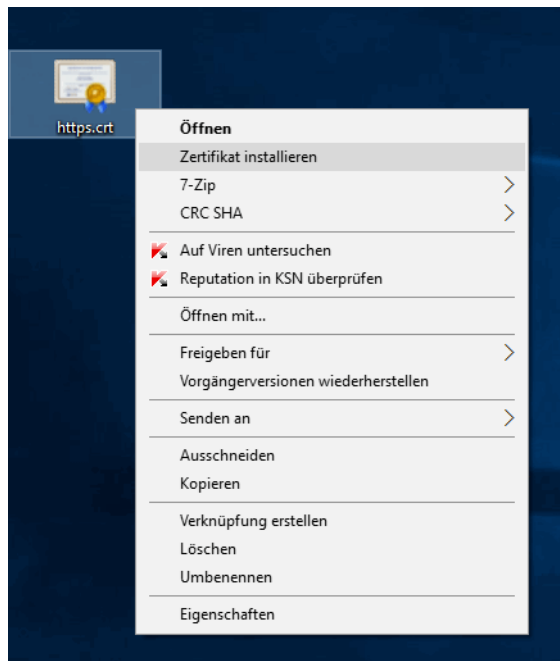 https.crt
Öffnen
Zertifikat installieren
7-Zip
CRC SHA
Auf Viren untersuchen
Reputation in KSN überprüfen
Öffnen mit...
Freigeben für
Vorgängerversionen wiederherstellen
Senden an
Ausschneiden
Kopieren
Verknüpfung erstellen
Löschen
Umbenennen
Eigenschaften